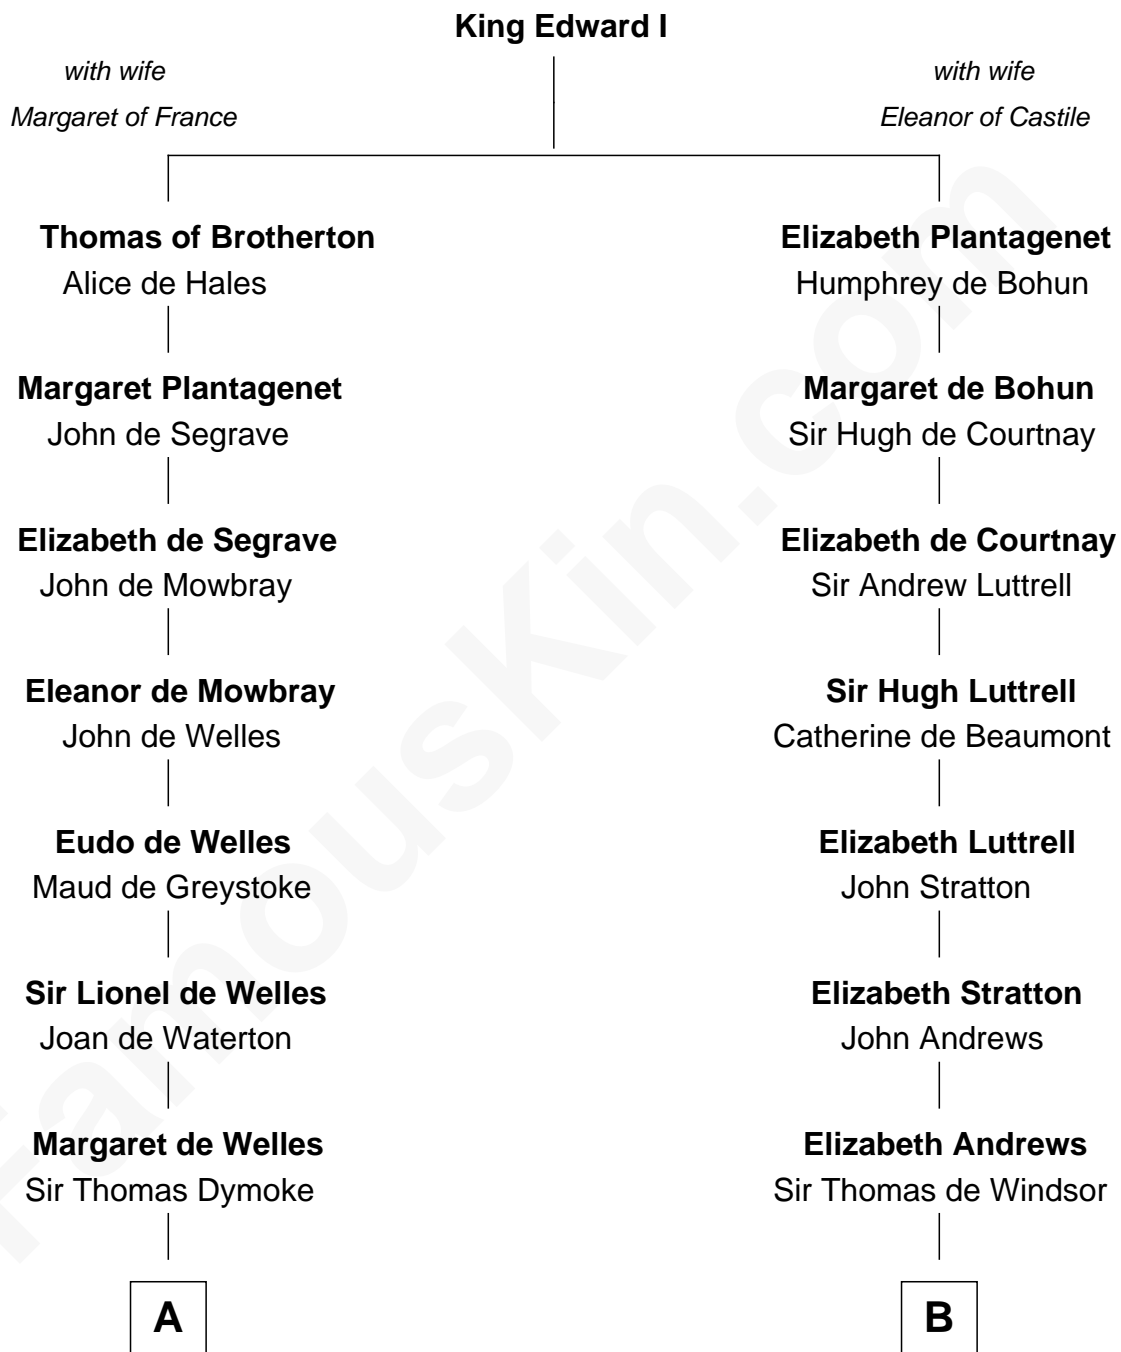 King Edward I
with wife
Margaret of France
with wife
Eleanor of Castile
Thomas of Brotherton
Alice de Hales
Elizabeth Plantagenet
Humphrey de Bohun
Margaret Plantagenet
John de Segrave
Margaret de Bohun
Sir Hugh de Courtnay
Elizabeth de Segrave
John de Mowbray
Elizabeth de Courtnay
Sir Andrew Luttrell
Eleanor de Mowbray
John de Welles
Sir Hugh Luttrell
Catherine de Beaumont
Eudo de Welles
Maud de Greystoke
Elizabeth Luttrell
John Stratton
Sir Lionel de Welles
Joan de Waterton
Elizabeth Stratton
John Andrews
Margaret de Welles
Sir Thomas Dymoke
Elizabeth Andrews
Sir Thomas de Windsor
A
B
FamousKin.com